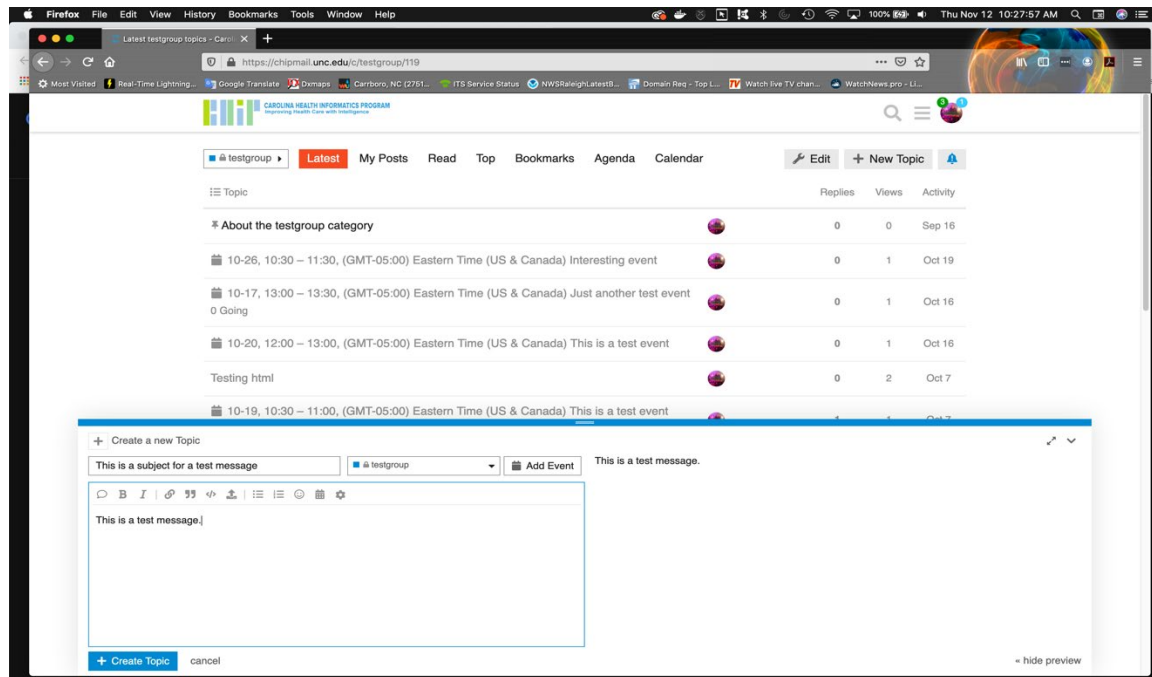 Firefox File Edit View History Bookmarks Tools Window Help 100% Thu Nov 12 10:27:57 AM
Latest testgroup topics - Caroli
https://chipmail.unc.edu/c/testgroup/119
Most Visited Real-Time Lightning... Google Translate Dxmaps Carrboro, NC (2751... ITS Service Status NWSRaleighLatestB... Domain Req - Top L... Watch live TV chan... WatchNews.pro - Li...
CAROLINA HEALTH INFORMATICS PROGRAM
Improving Health Care with Intelligence
3 1
testgroup Latest My Posts Read Top Bookmarks Agenda Calendar Edit + New Topic
Topic Replies Views Activity
About the testgroup category 0 0 Sep 16
10-26, 10:30 – 11:30, (GMT-05:00) Eastern Time (US & Canada) Interesting event 0 1 Oct 19
10-17, 13:00 – 13:30, (GMT-05:00) Eastern Time (US & Canada) Just another test event 0 1 Oct 16
0 Going
10-20, 12:00 – 13:00, (GMT-05:00) Eastern Time (US & Canada) This is a test event 0 1 Oct 16
Testing html 0 2 Oct 7
10-19, 10:30 – 11:00, (GMT-05:00) Eastern Time (US & Canada) This is a test event 1 1 Oct 7
+ Create a new Topic
This is a subject for a test message testgroup Add Event This is a test message.
B I
This is a test message.
+ Create Topic cancel « hide preview